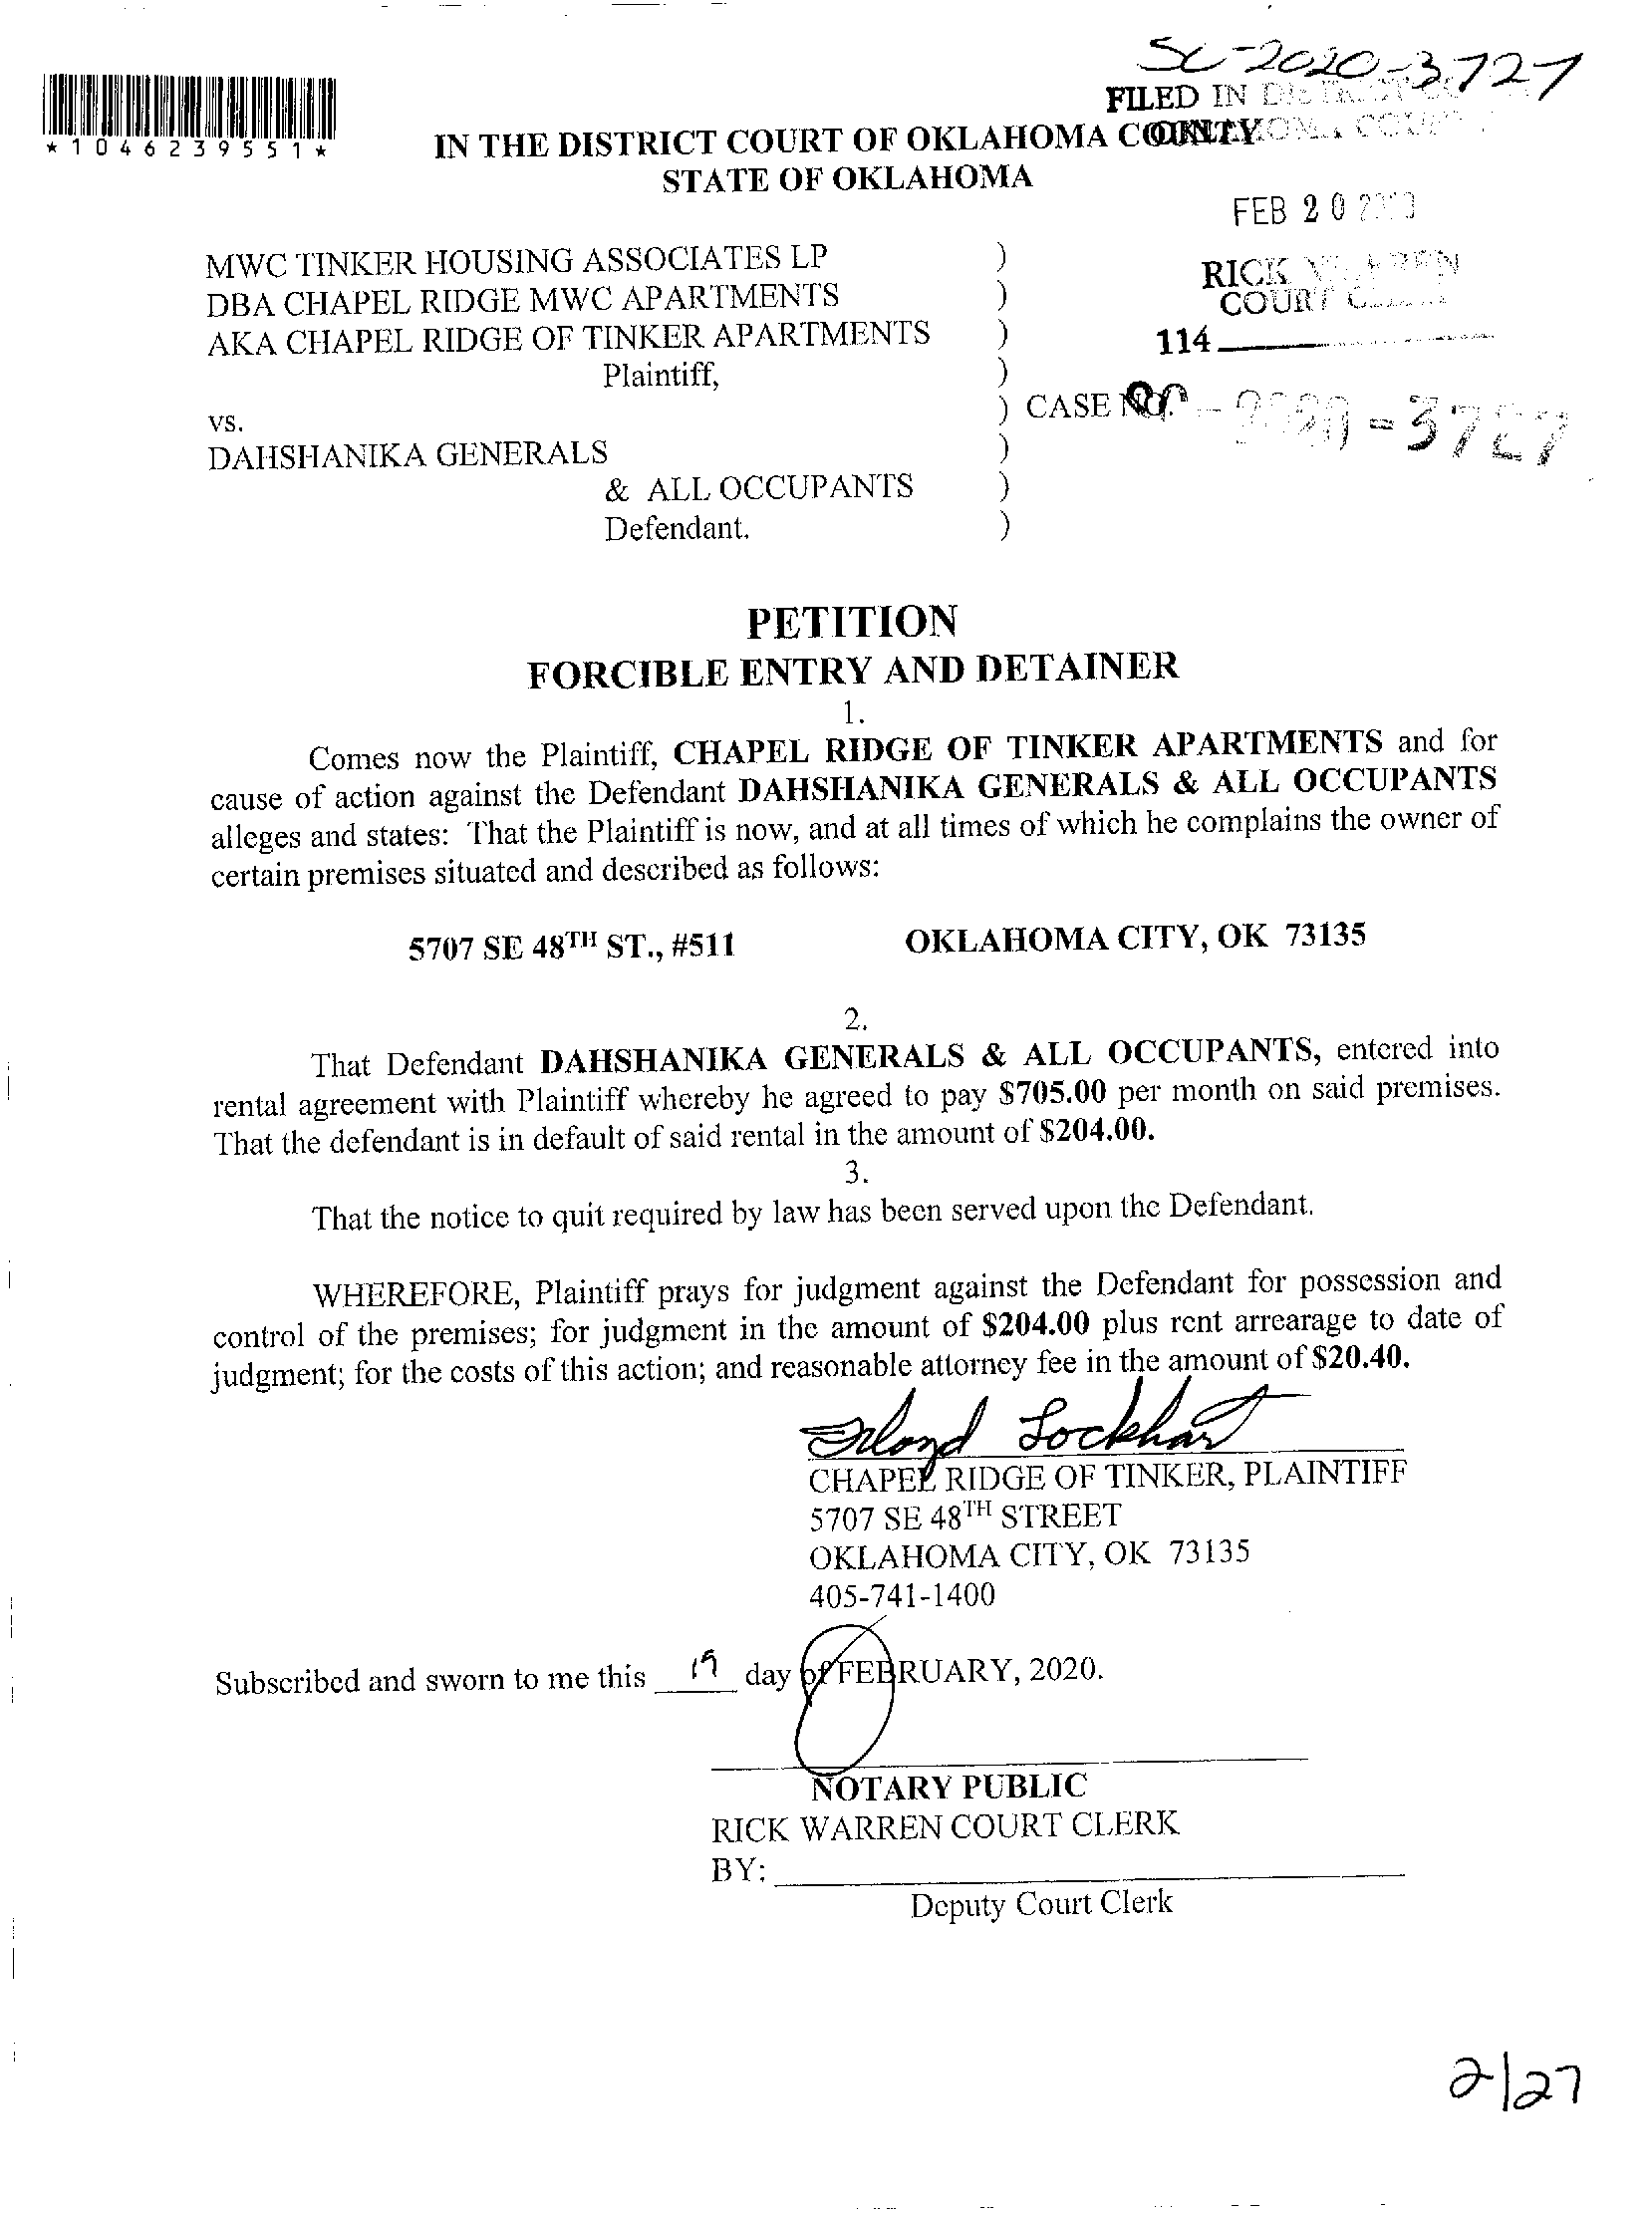 SC-2020-3727
FILED IN DISTRICT
*1046239551*
IN THE DISTRICT COURT OF OKLAHOMA COUNTY
STATE OF OKLAHOMA
FEB 20
MWC TINKER HOUSING ASSOCIATES LP )
RICK WARREN
DBA CHAPEL RIDGE MWC APARTMENTS )
COURT CLERK
AKA CHAPEL RIDGE OF TINKER APARTMENTS )
114
Plaintiff, )
) CASE NO. - 2020 - 3727
vs.
DAHSHANIKA GENERALS )
& ALL OCCUPANTS )
Defendant. )
PETITION
FORCIBLE ENTRY AND DETAINER
1.
Comes now the Plaintiff, CHAPEL RIDGE OF TINKER APARTMENTS and for
cause of action against the Defendant DAHSHANIKA GENERALS & ALL OCCUPANTS
alleges and states: That the Plaintiff is now, and at all times of which he complains the owner of
certain premises situated and described as follows:
5707 SE 48TH ST., #511 OKLAHOMA CITY, OK 73135
2.
That Defendant DAHSHANIKA GENERALS & ALL OCCUPANTS, entered into
rental agreement with Plaintiff whereby he agreed to pay $705.00 per month on said premises.
That the defendant is in default of said rental in the amount of $204.00.
3.
That the notice to quit required by law has been served upon the Defendant.
WHEREFORE, Plaintiff prays for judgment against the Defendant for possession and
control of the premises; for judgment in the amount of $204.00 plus rent arrearage to date of
judgment; for the costs of this action; and reasonable attorney fee in the amount of $20.40.
Lockhart
CHAPEL RIDGE OF TINKER, PLAINTIFF
5707 SE 48TH STREET
OKLAHOMA CITY, OK 73135
405-741-1400
Subscribed and sworn to me this 19 day of FEBRUARY, 2020.
NOTARY PUBLIC
RICK WARREN COURT CLERK
BY:
Deputy Court Clerk
2/27